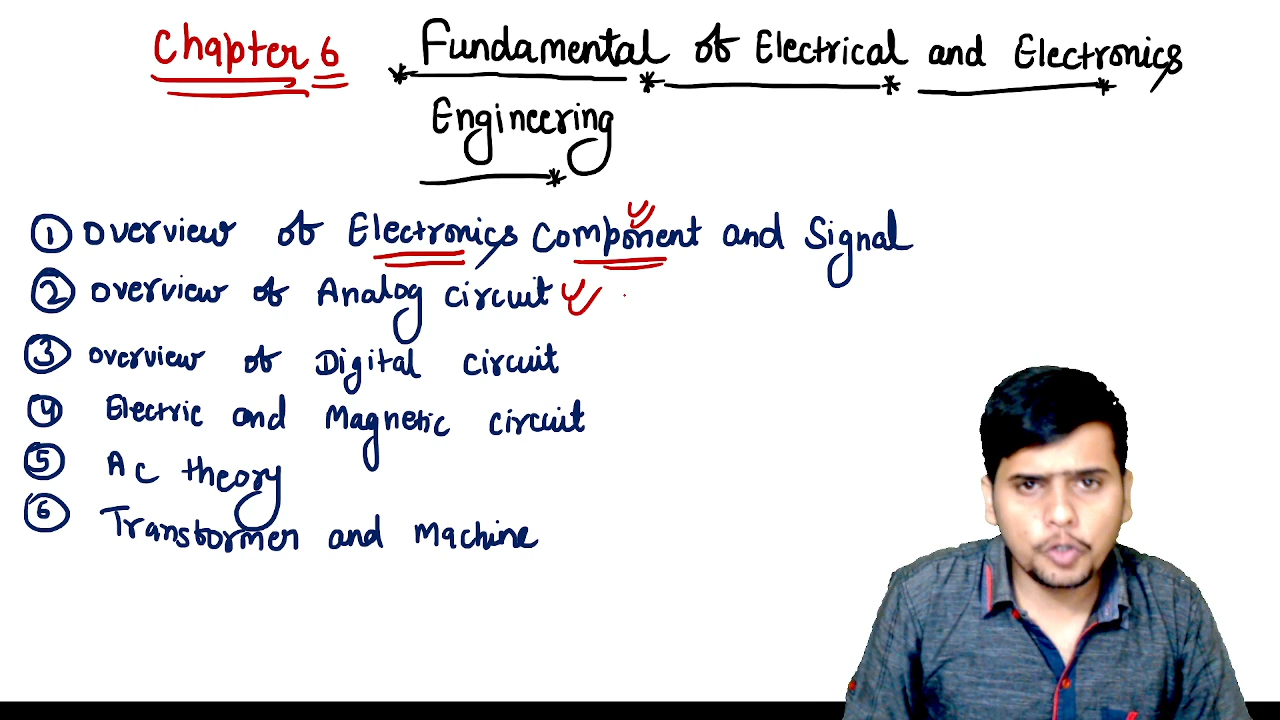 Chapter 6 Fundamental of Electrical and Electronics
Engineering
① Overview of Electronics Component and Signal
② Overview of Analog circuit
③ Overview of Digital circuit
④ Electric and Magnetic circuit
⑤ AC theory
⑥ Transformer and Machine